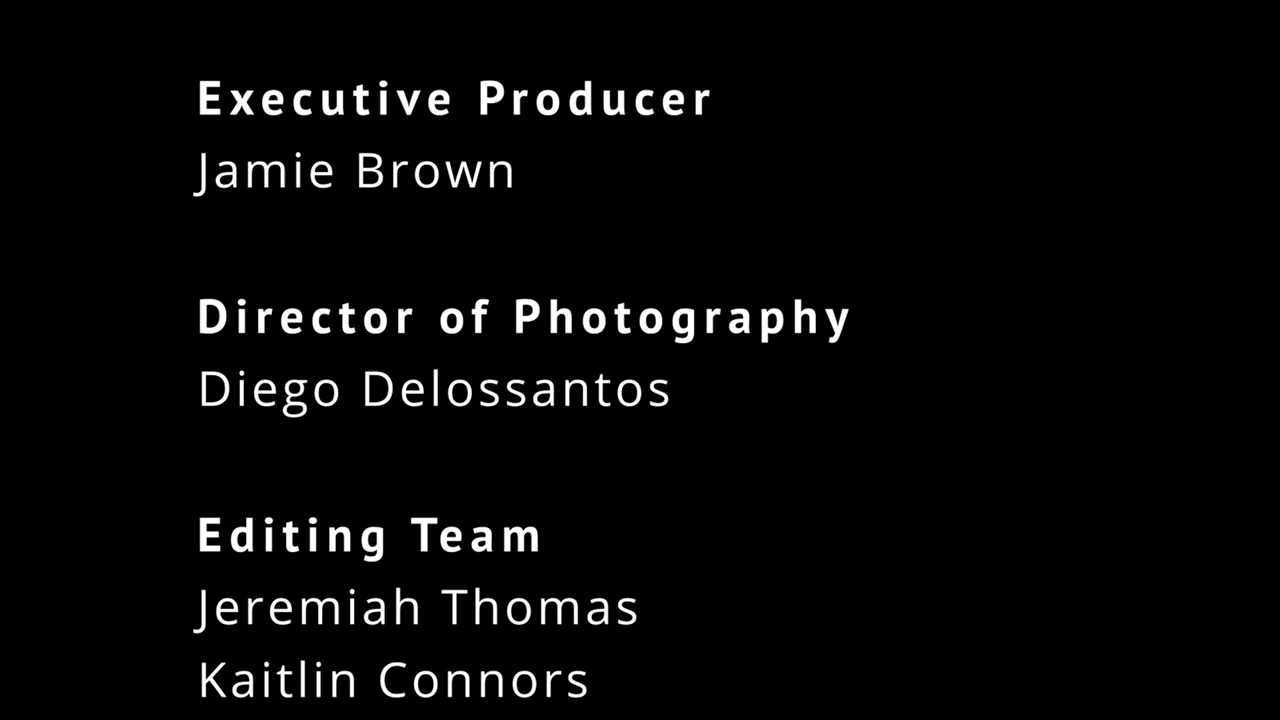 Executive Producer
Jamie Brown
Director of Photography
Diego Delossantos
Editing Team
Jeremiah Thomas
Kaitlin Connors